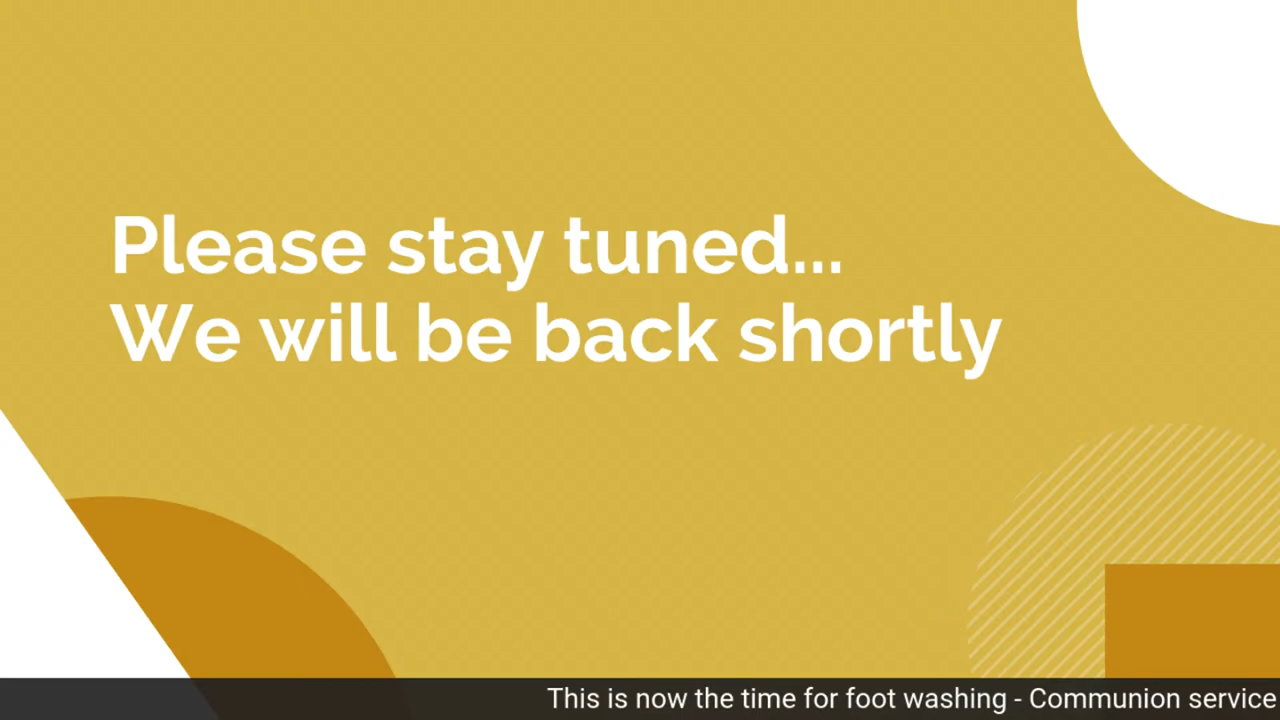 Please stay tuned...
We will be back shortly
This is now the time for foot washing - Communion service